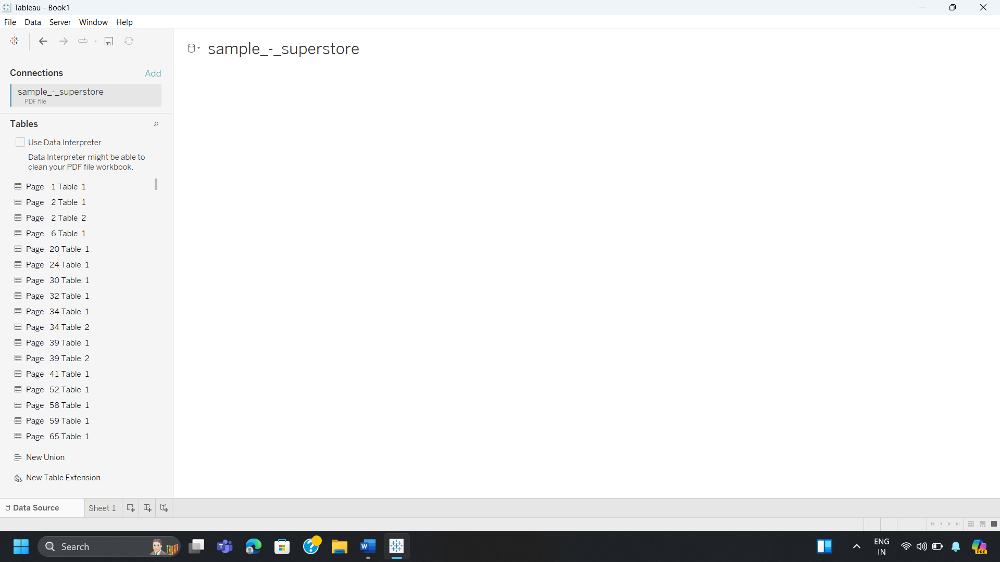 Tableau - Book1
File Data Server Window Help
sample_-_superstore
Connections Add
sample_-_superstore
PDF file
Tables
Use Data Interpreter
Data Interpreter might be able to
clean your PDF file workbook.
Page 1 Table 1
Page 2 Table 1
Page 2 Table 2
Page 6 Table 1
Page 20 Table 1
Page 24 Table 1
Page 30 Table 1
Page 32 Table 1
Page 34 Table 1
Page 34 Table 2
Page 39 Table 1
Page 39 Table 2
Page 41 Table 1
Page 52 Table 1
Page 58 Table 1
Page 59 Table 1
Page 65 Table 1
New Union
New Table Extension
Data Source Sheet 1
Search
ENG
IN
PRE